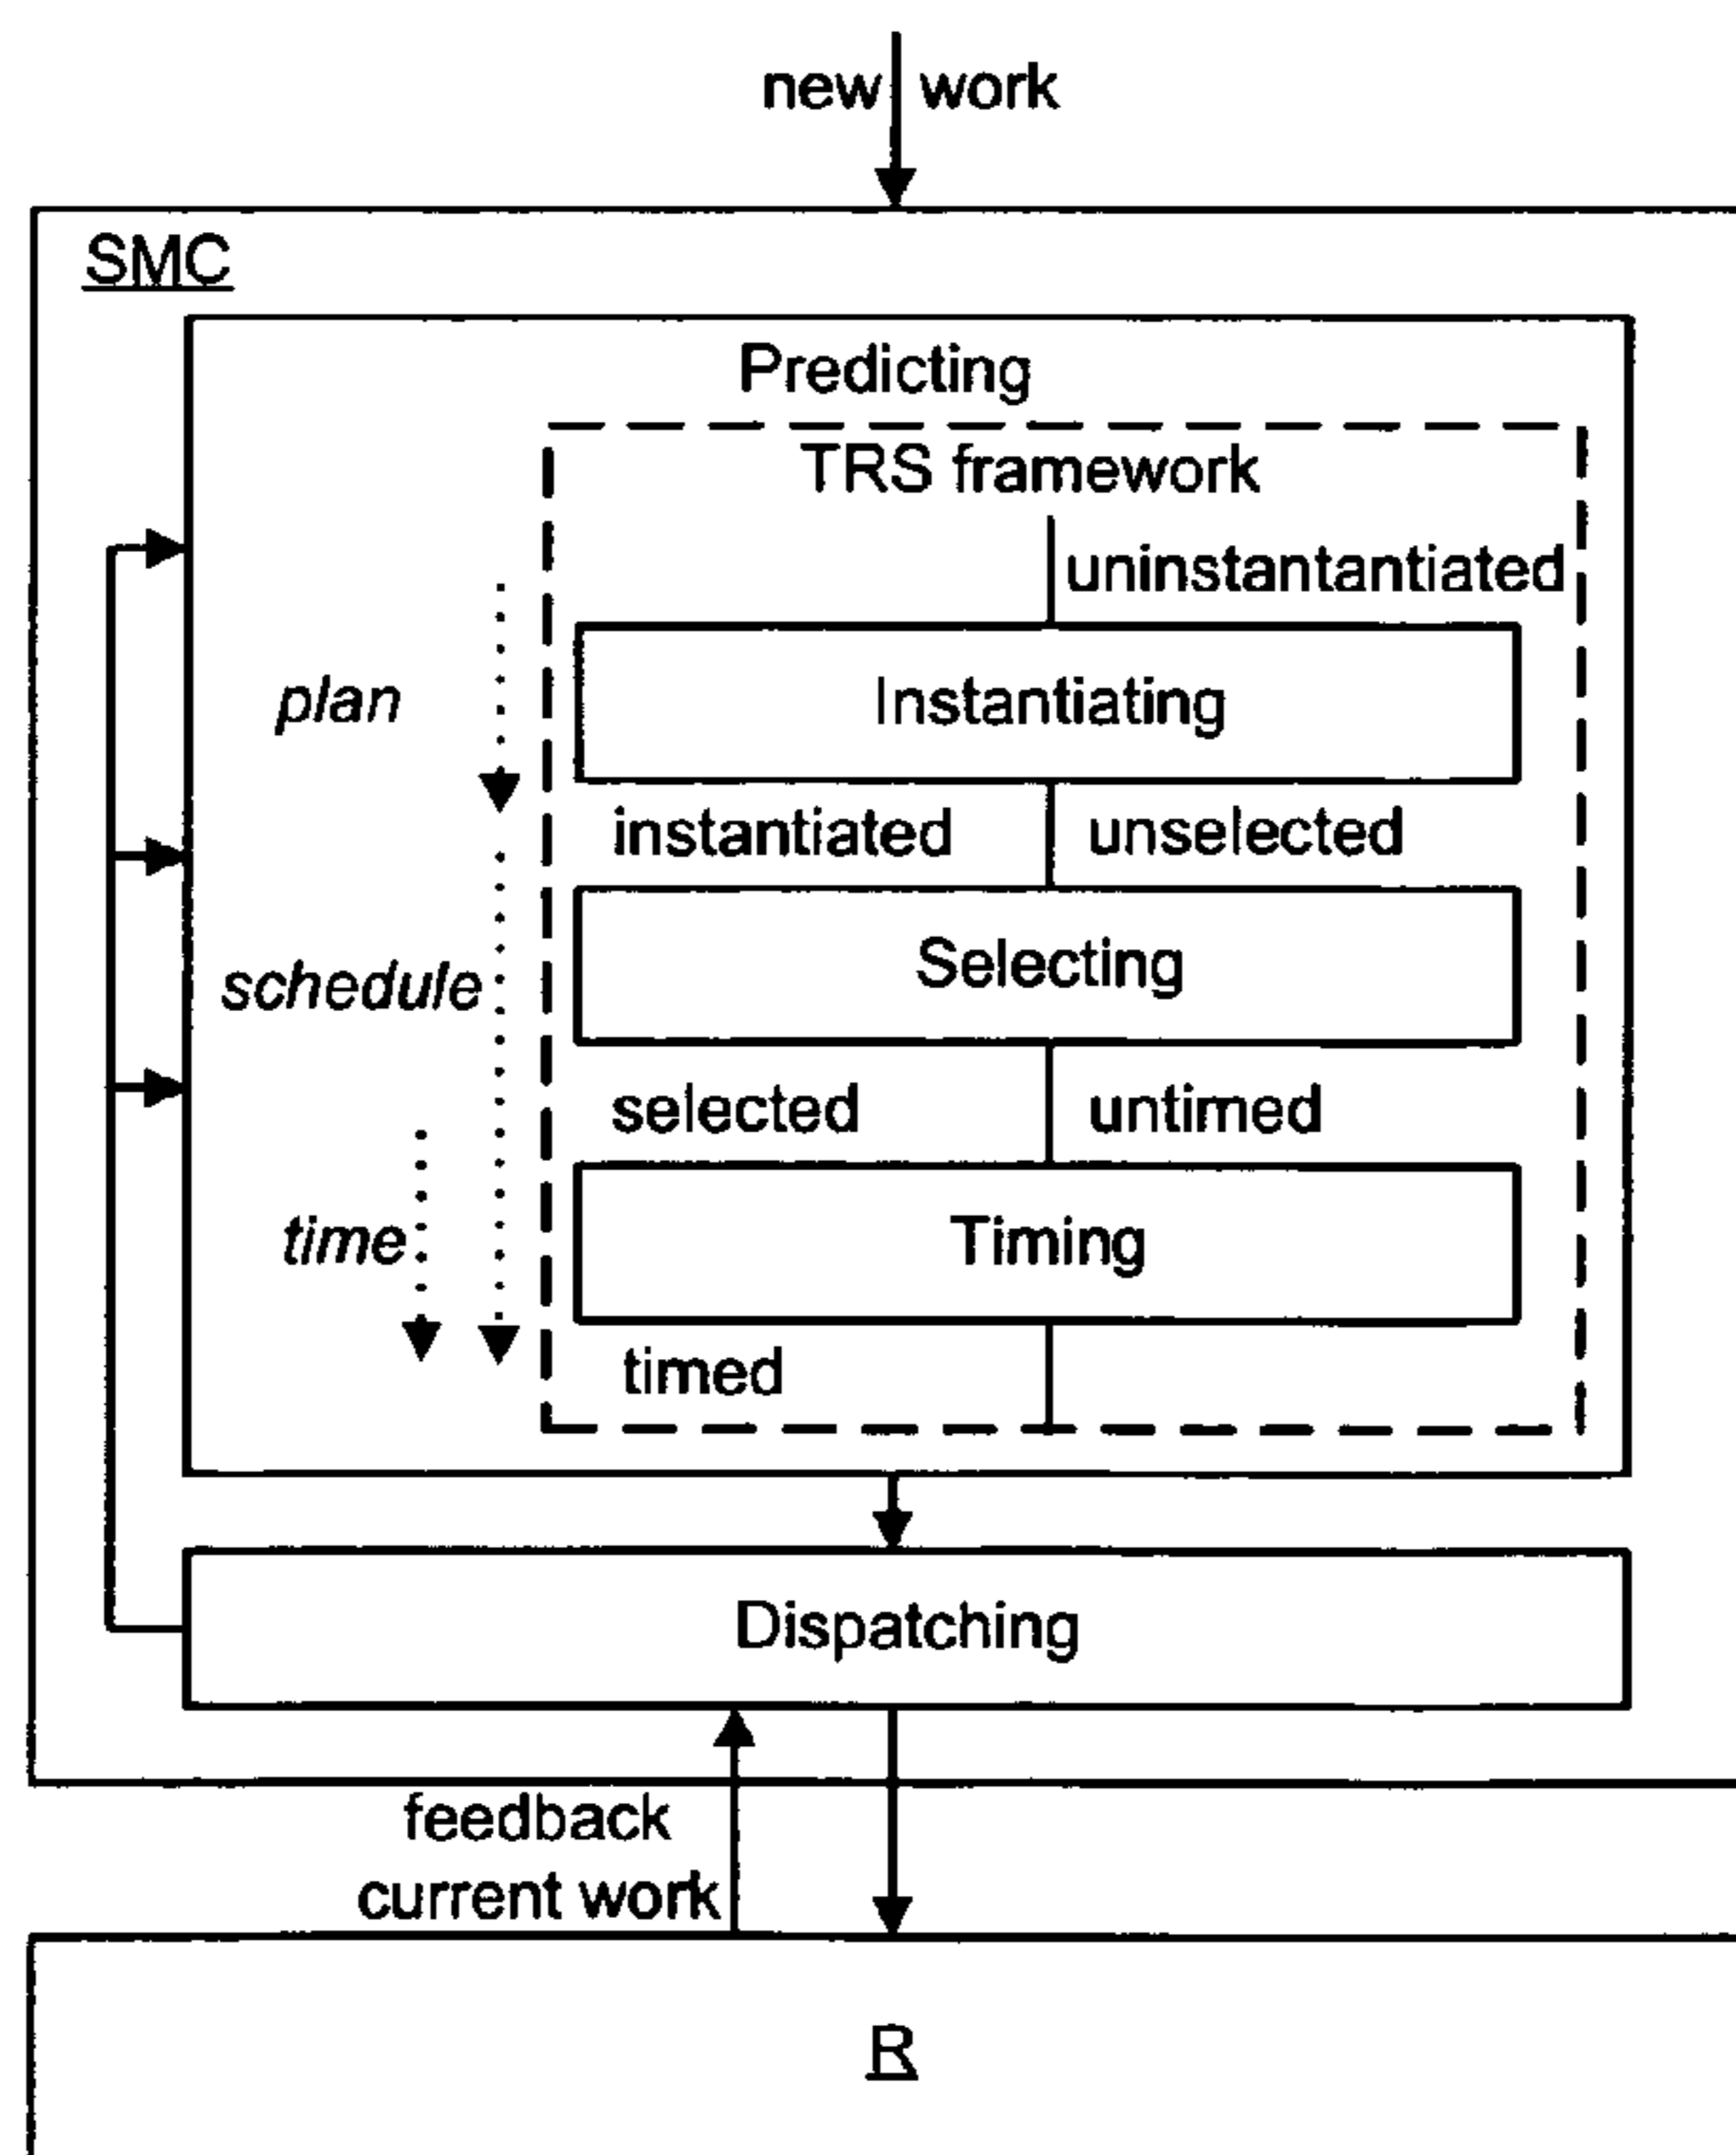 new work
SMC
Predicting
TRS framework
uninstantantiated
plan
Instantiating
instantiated unselected
schedule
Selecting
selected untimed
time
Timing
timed
Dispatching
feedback
current work
R